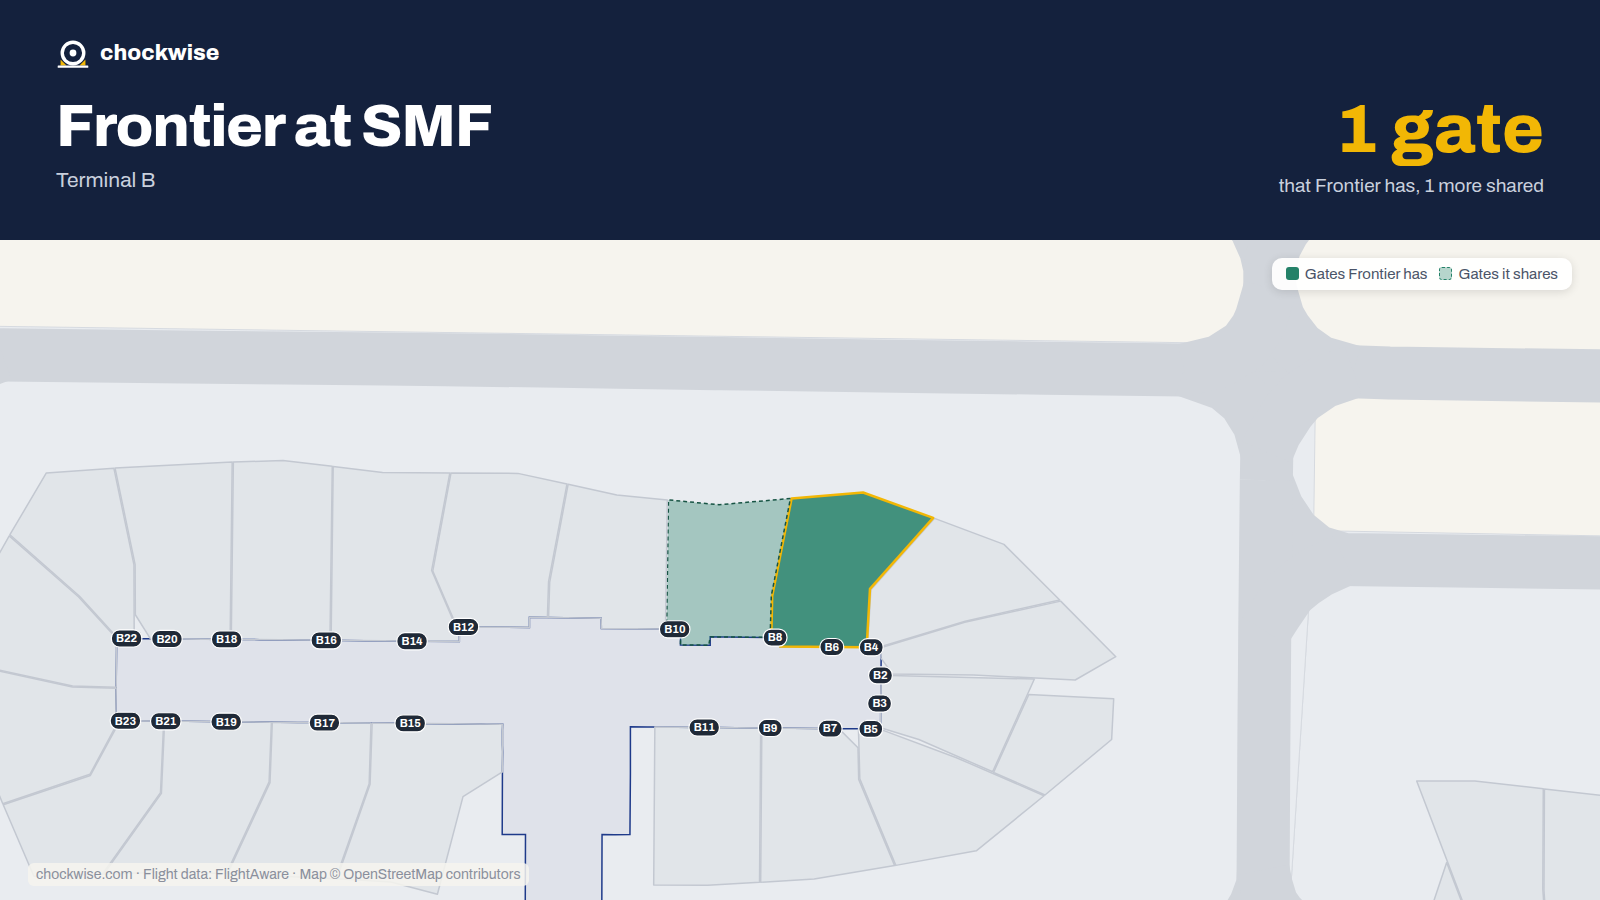 chockwise
Frontier at SMF
Terminal B
1 gate
that Frontier has, 1 more shared
Gates Frontier has
Gates it shares
B22
B20
B18
B16
B14
B12
B10
B8
B6
B4
B2
B3
B23
B21
B19
B17
B15
B11
B9
B7
B5
chockwise.com · Flight data: FlightAware · Map © OpenStreetMap contributors